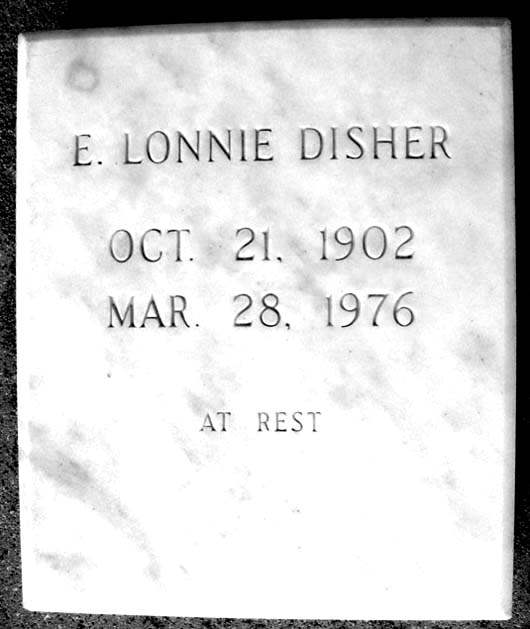 E. LONNIE DISHER
OCT. 21, 1902
MAR. 28, 1976
AT REST